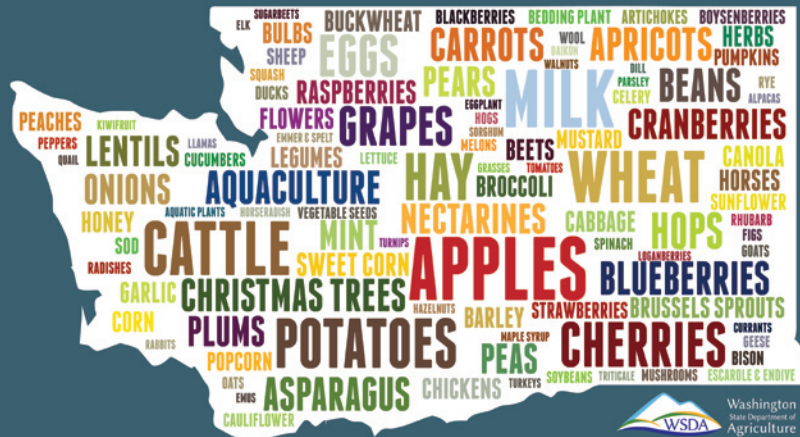 SUGARBEETS
ELK
BULBS
BUCKWHEAT
BLACKBERRIES
BEDDING PLANT
ARTICHOKES
BOYSENBERRIES
SHEEP
EGGS
CARROTS
WOOL
DAIKON
WALNUTS
APRICOTS
HERBS
PUMPKINS
SQUASH
DUCKS
RASPBERRIES
PEARS
MILK
DILL
PARSLEY
CELERY
BEANS
RYE
ALPACAS
PEACHES
KIWIFRUIT
FLOWERS
GRAPES
EGGPLANT
HOGS
SORGHUM
MELONS
CRANBERRIES
PEPPERS
QUAIL
LENTILS
LLAMAS
CUCUMBERS
EMMER & SPELT
LEGUMES
LETTUCE
BEETS
MUSTARD
CANOLA
ONIONS
AQUACULTURE
HAY
GRASSES
TOMATOES
BROCCOLI
WHEAT
HORSES
SUNFLOWER
HONEY
AQUATIC PLANTS
HORSERADISH
VEGETABLE SEEDS
NECTARINES
CABBAGE
HOPS
RHUBARB
FIGS
GOATS
SOD
CATTLE
MINT
TURNIPS
SPINACH
LOGANBERRIES
RADISHES
SWEET CORN
APPLES
BLUEBERRIES
GARLIC
CHRISTMAS TREES
HAZELNUTS
BARLEY
STRAWBERRIES
BRUSSELS SPROUTS
CORN
PLUMS
POTATOES
MAPLE SYRUP
CHERRIES
CURRANTS
GEESE
BISON
RABBITS
POPCORN
PEAS
OATS
EMUS
ASPARAGUS
CHICKENS
TURKEYS
SOYBEANS
TRITICALE
MUSHROOMS
ESCAROLE & ENDIVE
CAULIFLOWER
WSDA
Washington
State Department of
Agriculture